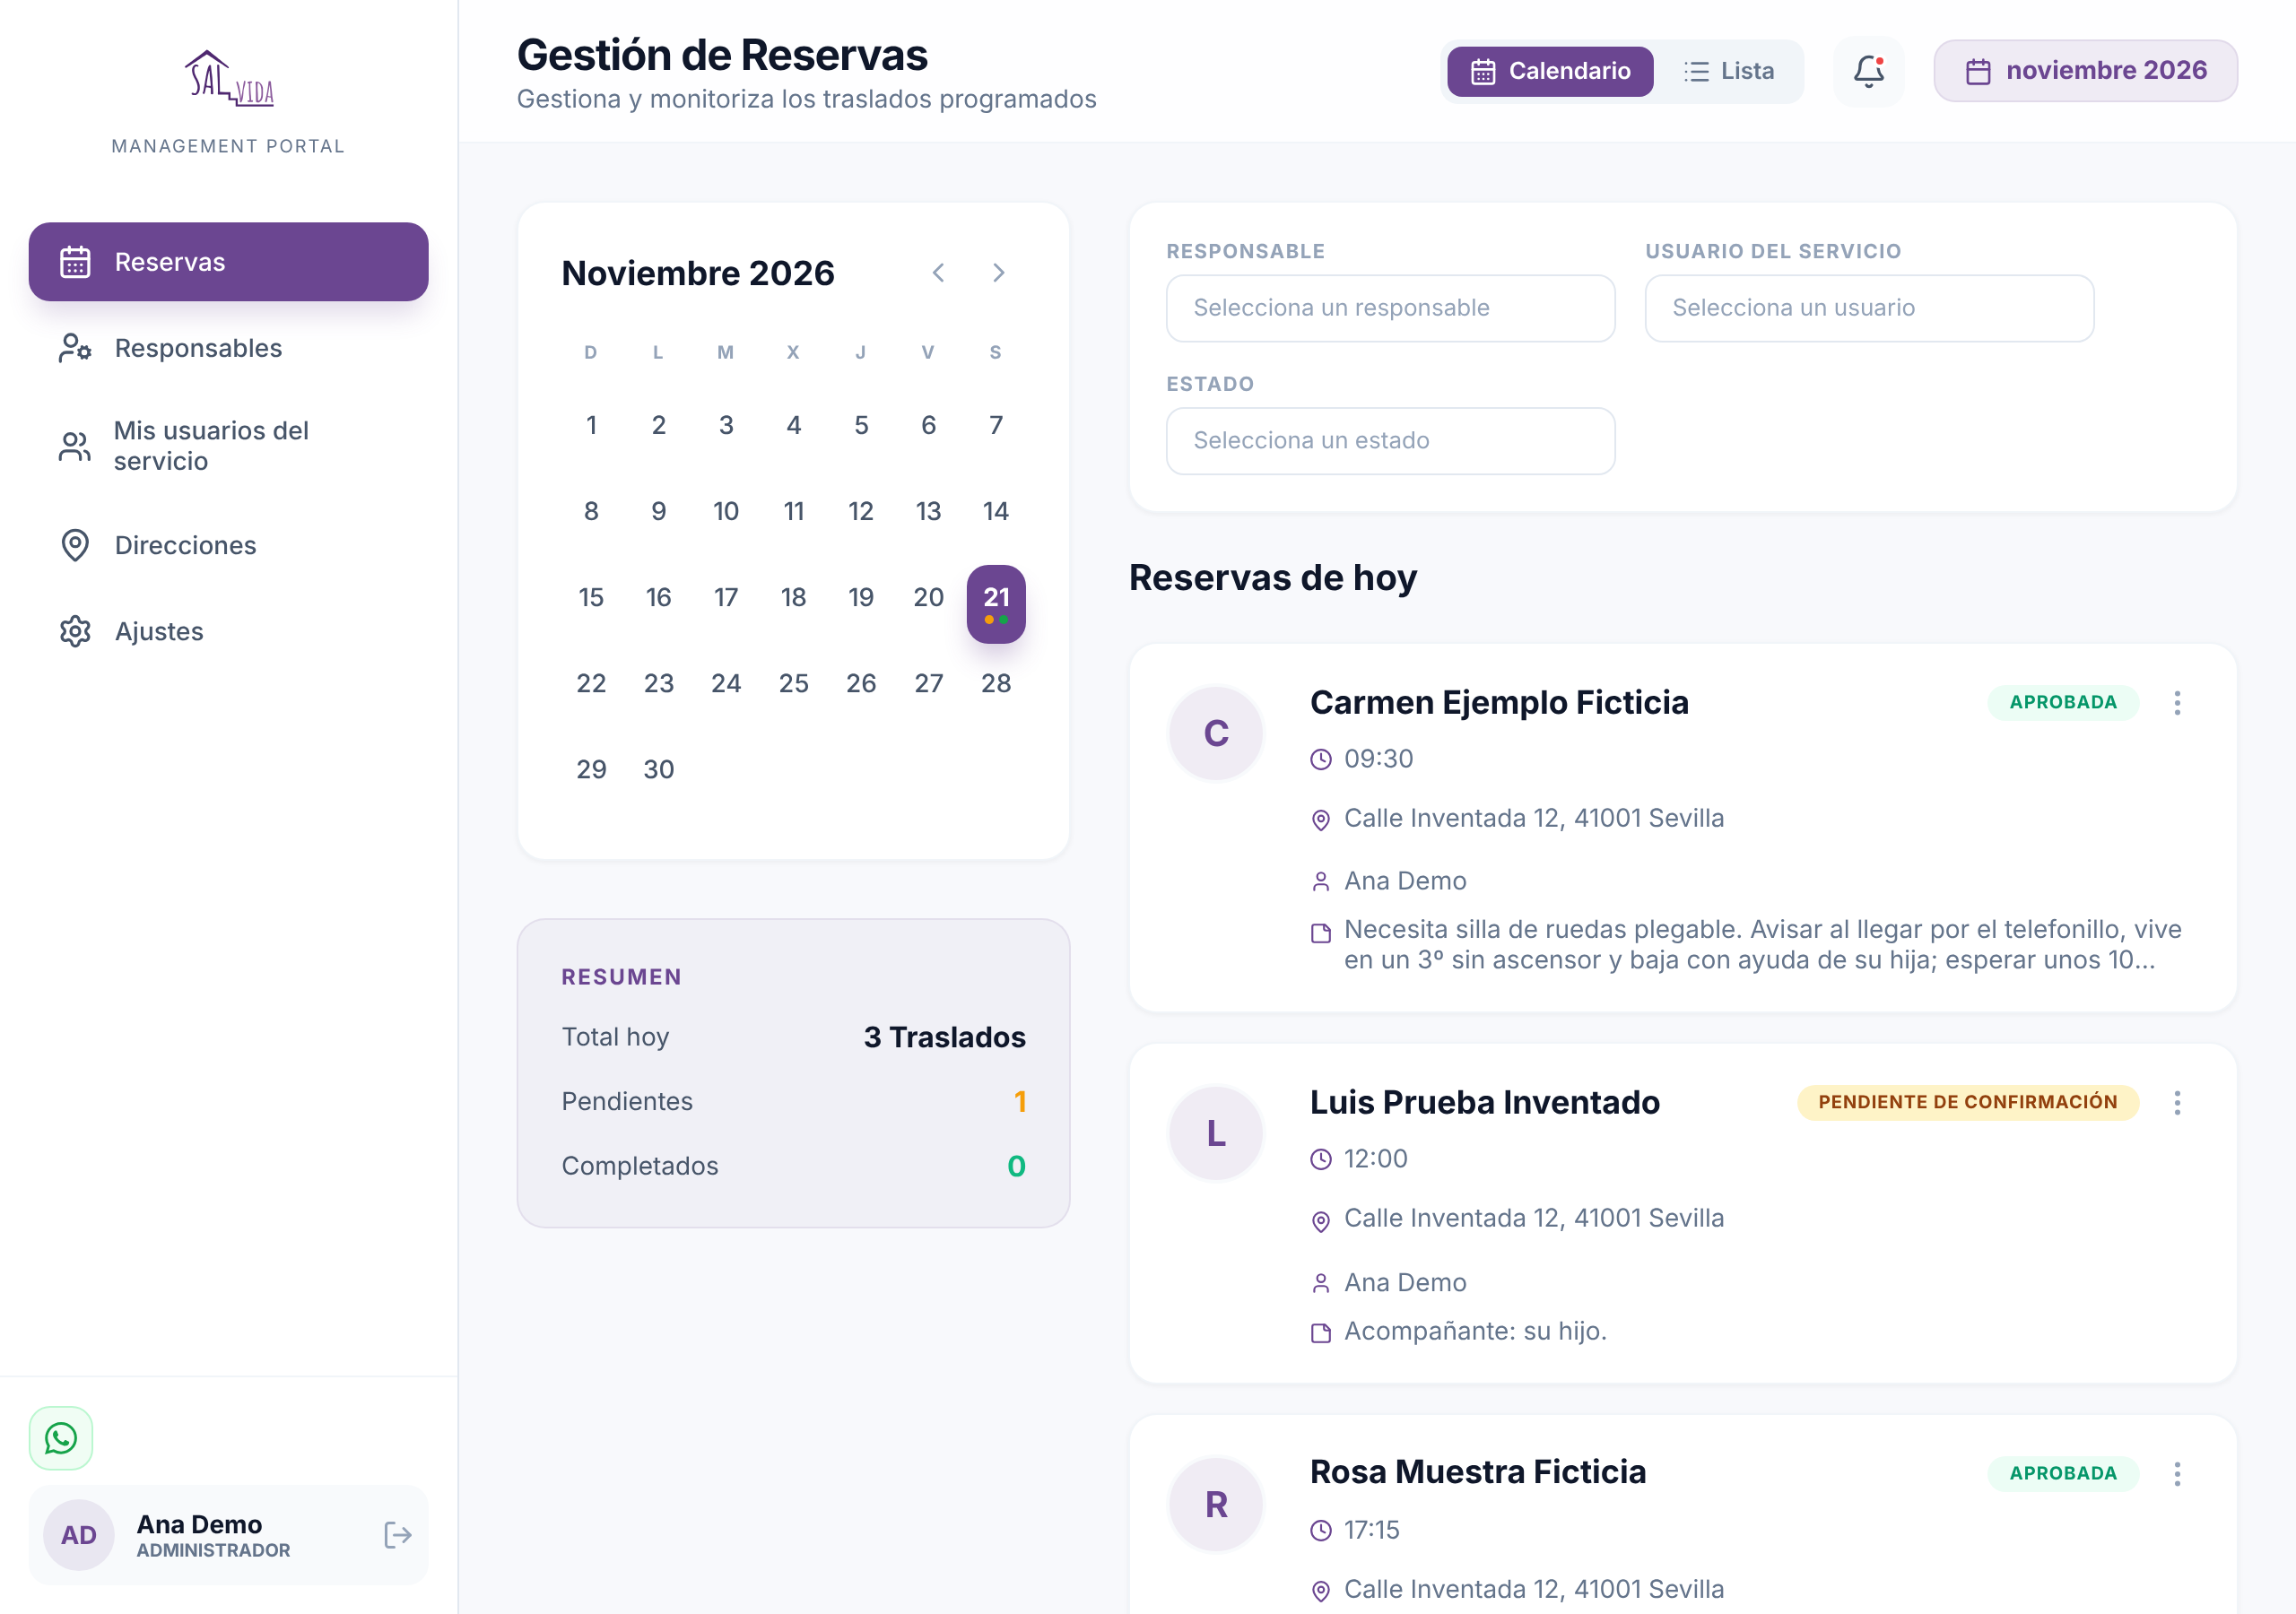 SAL VIDA
MANAGEMENT PORTAL
Reservas
Responsables
Mis usuarios del
servicio
Direcciones
Ajustes
AD
Ana Demo
ADMINISTRADOR
Gestión de Reservas
Gestiona y monitoriza los traslados programados
Calendario
Lista
noviembre 2026
Noviembre 2026
D L M X J V S
1 2 3 4 5 6 7
8 9 10 11 12 13 14
15 16 17 18 19 20 21
22 23 24 25 26 27 28
29 30
RESUMEN
Total hoy 3 Traslados
Pendientes 1
Completados 0
RESPONSABLE
Selecciona un responsable
USUARIO DEL SERVICIO
Selecciona un usuario
ESTADO
Selecciona un estado
Reservas de hoy
C
Carmen Ejemplo Ficticia
APROBADA
09:30
Calle Inventada 12, 41001 Sevilla
Ana Demo
Necesita silla de ruedas plegable. Avisar al llegar por el telefonillo, vive
en un 3º sin ascensor y baja con ayuda de su hija; esperar unos 10...
L
Luis Prueba Inventado
PENDIENTE DE CONFIRMACIÓN
12:00
Calle Inventada 12, 41001 Sevilla
Ana Demo
Acompañante: su hijo.
R
Rosa Muestra Ficticia
APROBADA
17:15
Calle Inventada 12, 41001 Sevilla